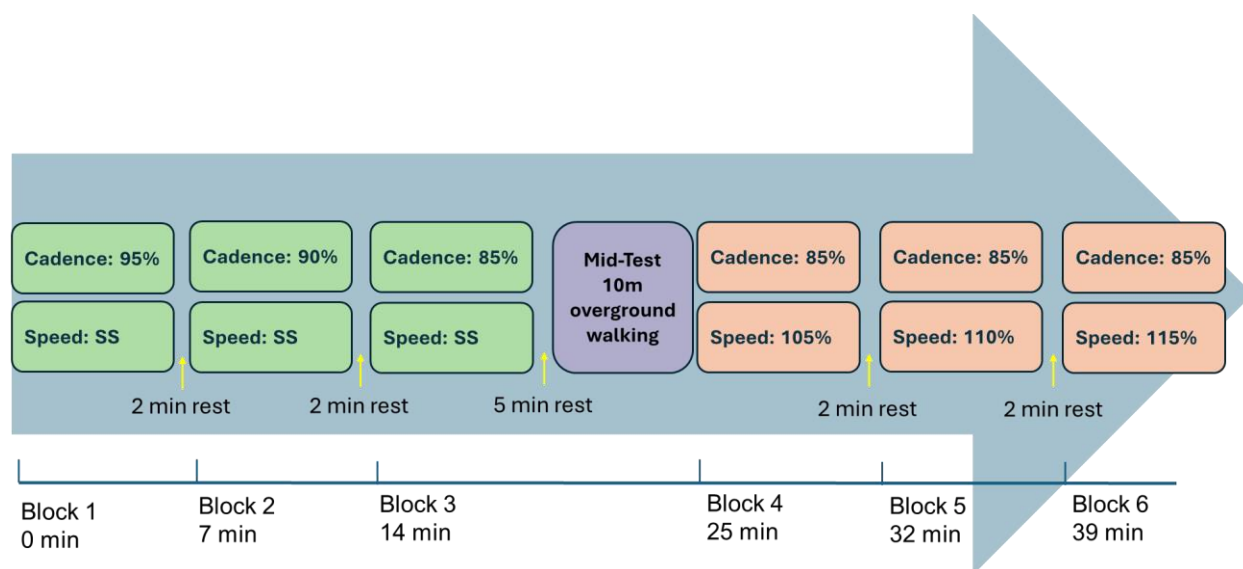 Cadence: 95%
Cadence: 90%
Cadence: 85%
Mid-Test
10m
overground
walking
Cadence: 85%
Cadence: 85%
Cadence: 85%
Speed: SS
Speed: SS
Speed: SS
Speed: 105%
Speed: 110%
Speed: 115%
2 min rest
2 min rest
5 min rest
2 min rest
2 min rest
Block 1
0 min
Block 2
7 min
Block 3
14 min
Block 4
25 min
Block 5
32 min
Block 6
39 min